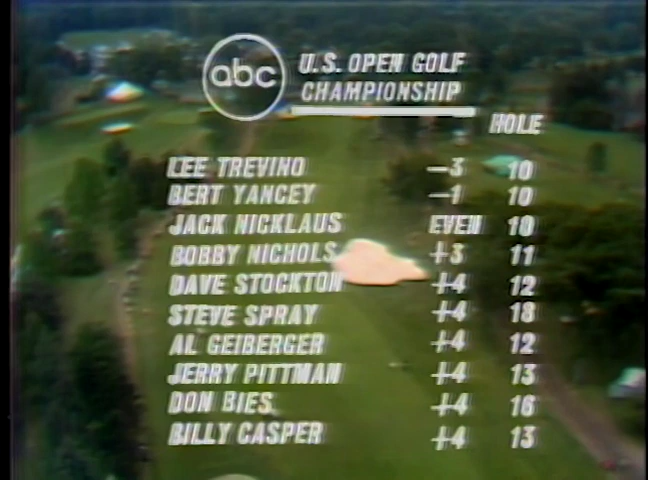 abc
U.S. OPEN GOLF
CHAMPIONSHIP
HOLE
LEE TREVINO -3 10
BERT YANCEY -1 10
JACK NICKLAUS EVEN 10
BOBBY NICHOLS +3 11
DAVE STOCKTON +4 12
STEVE SPRAY +4 18
AL GEIBERGER +4 12
JERRY PITTMAN +4 13
DON BIES +4 16
BILLY CASPER +4 13